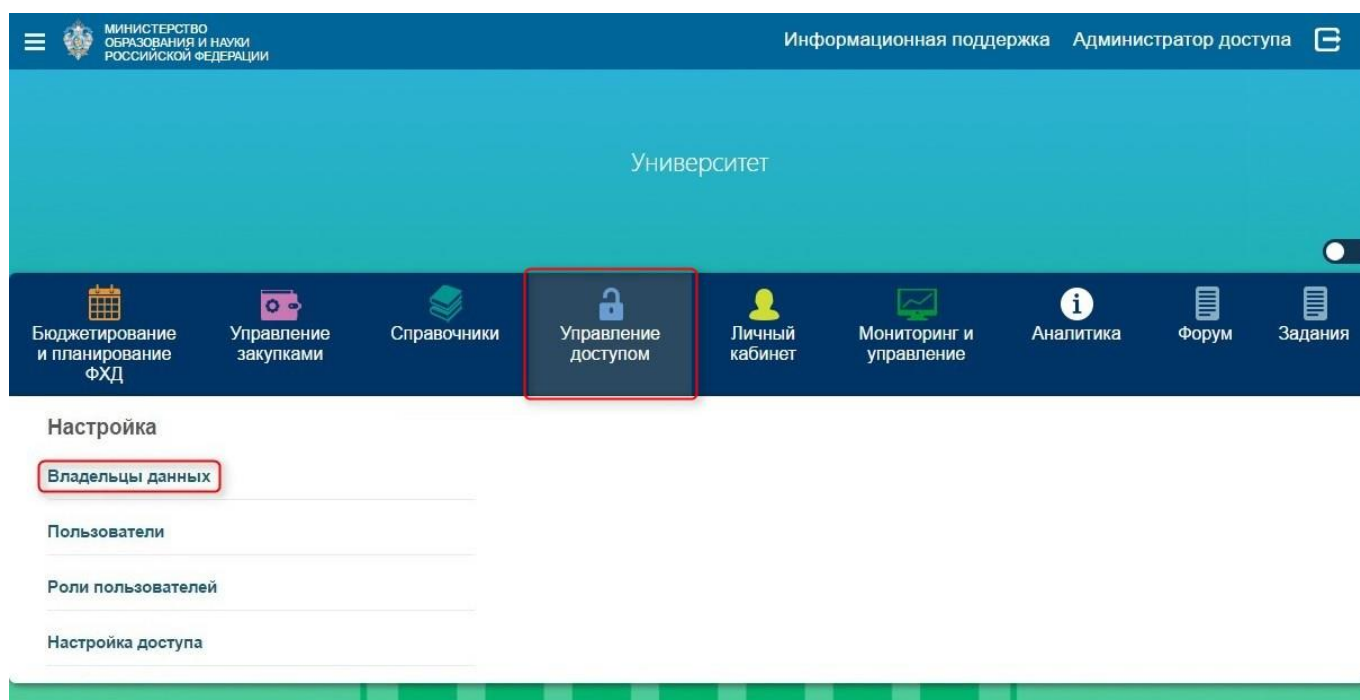 МИНИСТЕРСТВО
ОБРАЗОВАНИЯ И НАУКИ
РОССИЙСКОЙ ФЕДЕРАЦИИ
Информационная поддержка Администратор доступа
Университет
Бюджетирование
и планирование
ФХД
Управление
закупками
Справочники
Управление
доступом
Личный
кабинет
Мониторинг и
управление
Аналитика
Форум
Задания
Настройка
Владельцы данных
Пользователи
Роли пользователей
Настройка доступа